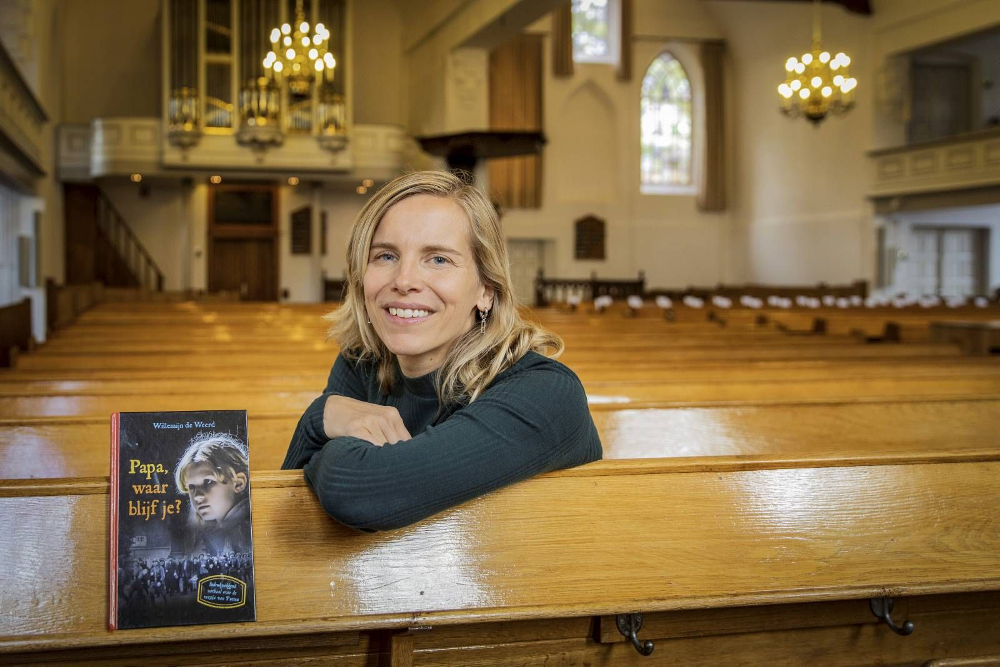 Willemijn de Weerd
Papa,
waar
blijf je?
Indrukwekkend
verhaal over de
razzia van Putten